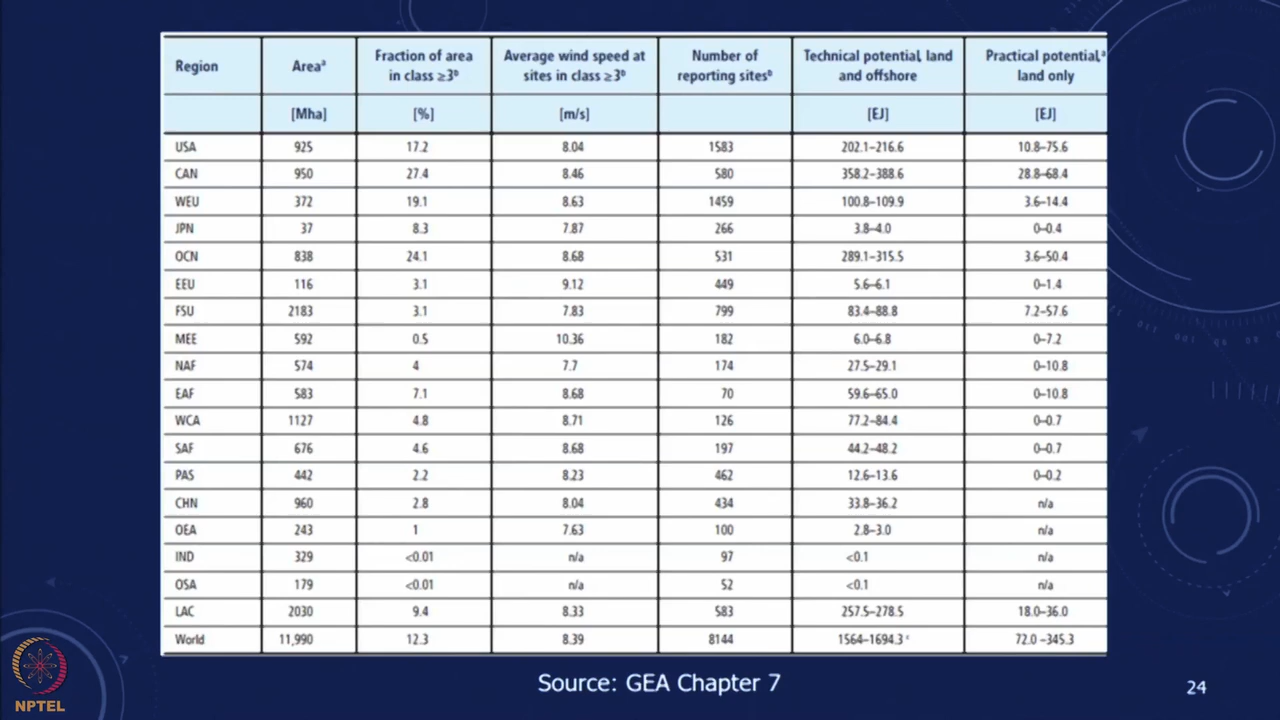 Region Areaᵃ Fraction of area in class ≥3ᵇ Average wind speed at sites in class ≥3ᵇ Number of reporting sitesᵇ Technical potential, land and offshore Practical potential,ᵃ land only
[Mha] [%] [m/s] [EJ] [EJ]
USA 925 17.2 8.04 1583 202.1–216.6 10.8–75.6
CAN 950 27.4 8.46 580 358.2–388.6 28.8–68.4
WEU 372 19.1 8.63 1459 100.8–109.9 3.6–14.4
JPN 37 8.3 7.87 266 3.8–4.0 0–0.4
OCN 838 24.1 8.68 531 289.1–315.5 3.6–50.4
EEU 116 3.1 9.12 449 5.6–6.1 0–1.4
FSU 2183 3.1 7.83 799 83.4–88.8 7.2–57.6
MEE 592 0.5 10.36 182 6.0–6.8 0–7.2
NAF 574 4 7.7 174 27.5–29.1 0–10.8
EAF 583 7.1 8.68 70 59.6–65.0 0–10.8
WCA 1127 4.8 8.71 126 77.2–84.4 0–0.7
SAF 676 4.6 8.68 197 44.2–48.2 0–0.7
PAS 442 2.2 8.23 462 12.6–13.6 0–0.2
CHN 960 2.8 8.04 434 33.8–36.2 n/a
OEA 243 1 7.63 100 2.8–3.0 n/a
IND 329 <0.01 n/a 97 <0.1 n/a
OSA 179 <0.01 n/a 52 <0.1 n/a
LAC 2030 9.4 8.33 583 257.5–278.5 18.0–36.0
World 11,990 12.3 8.39 8144 1564–1694.3ᶜ 72.0 –345.3
Source: GEA Chapter 7
24
NPTEL